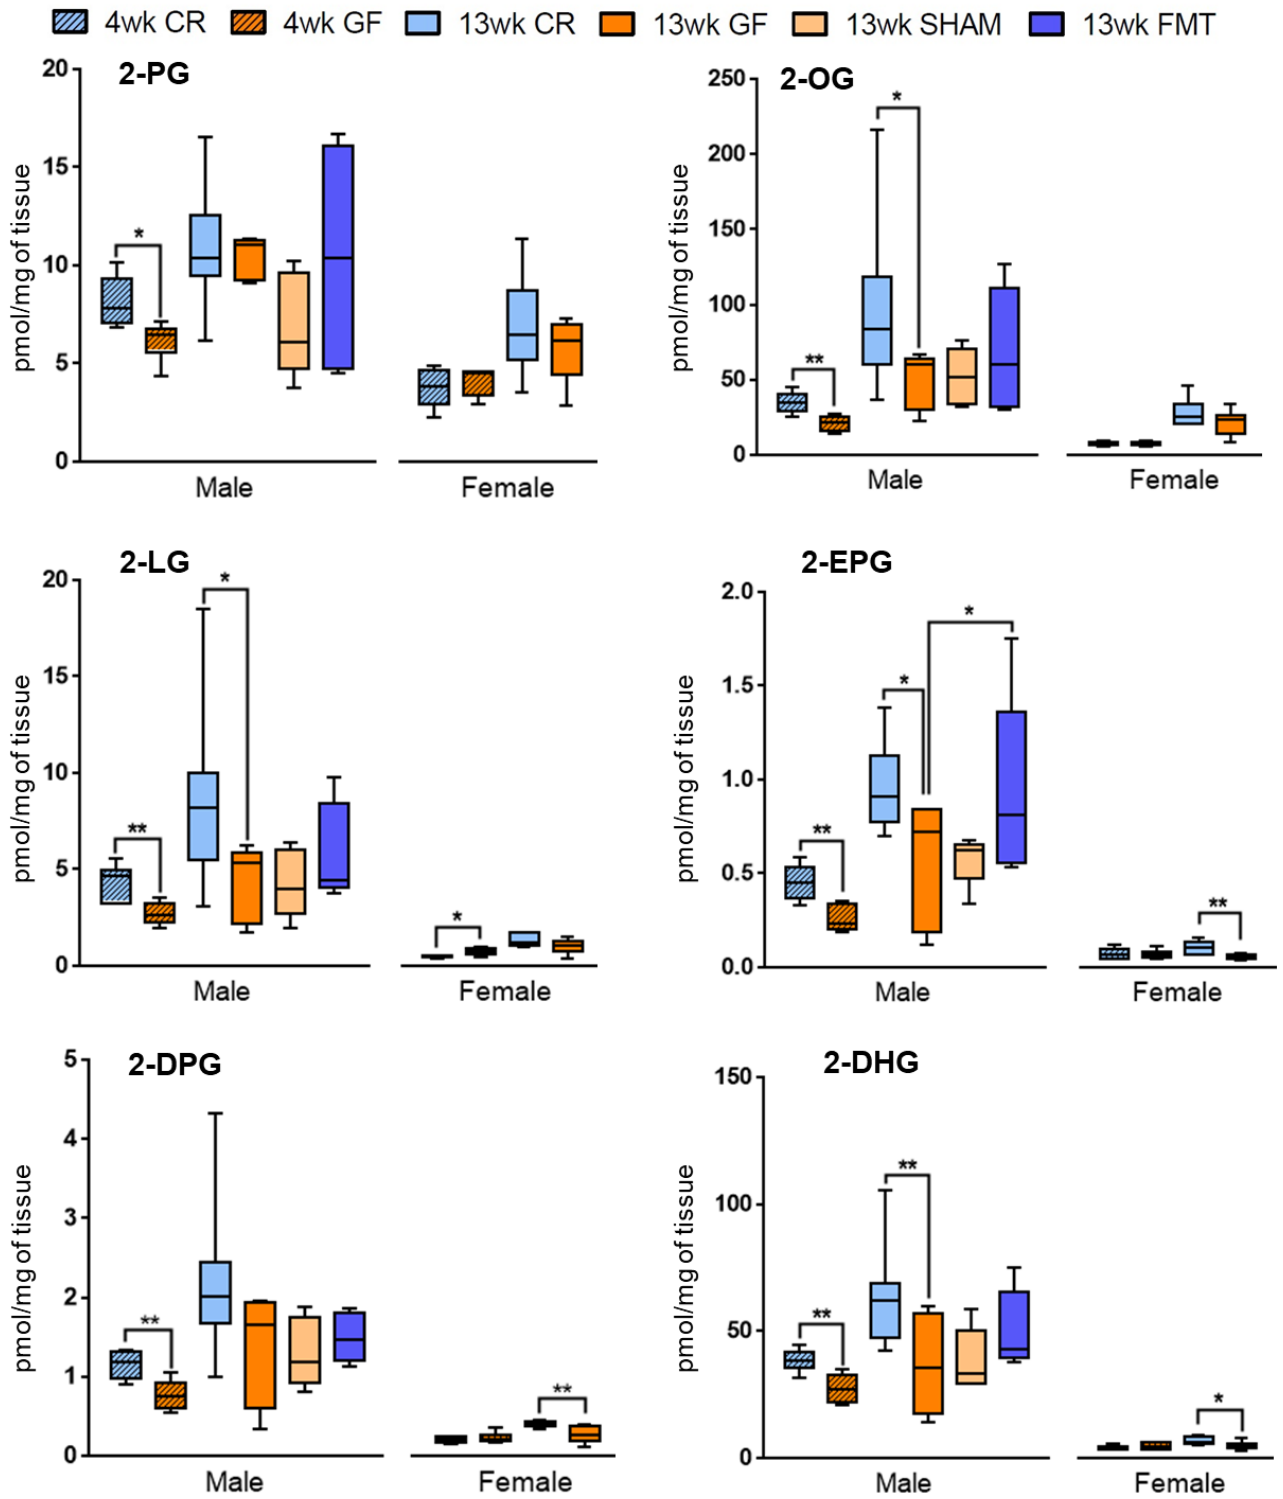 4wk CR 4wk GF 13wk CR 13wk GF 13wk SHAM 13wk FMT
2-PG
pmol/mg of tissue
20
15
10
5
0
*
Male Female
2-OG
pmol/mg of tissue
250
200
150
100
50
0
**
*
Male Female
2-LG
pmol/mg of tissue
20
15
10
5
0
**
*
*
Male Female
2-EPG
pmol/mg of tissue
2.0
1.5
1.0
0.5
0.0
**
*
*
**
Male Female
2-DPG
pmol/mg of tissue
5
4
3
2
1
0
**
**
Male Female
2-DHG
pmol/mg of tissue
150
100
50
0
**
**
*
Male Female